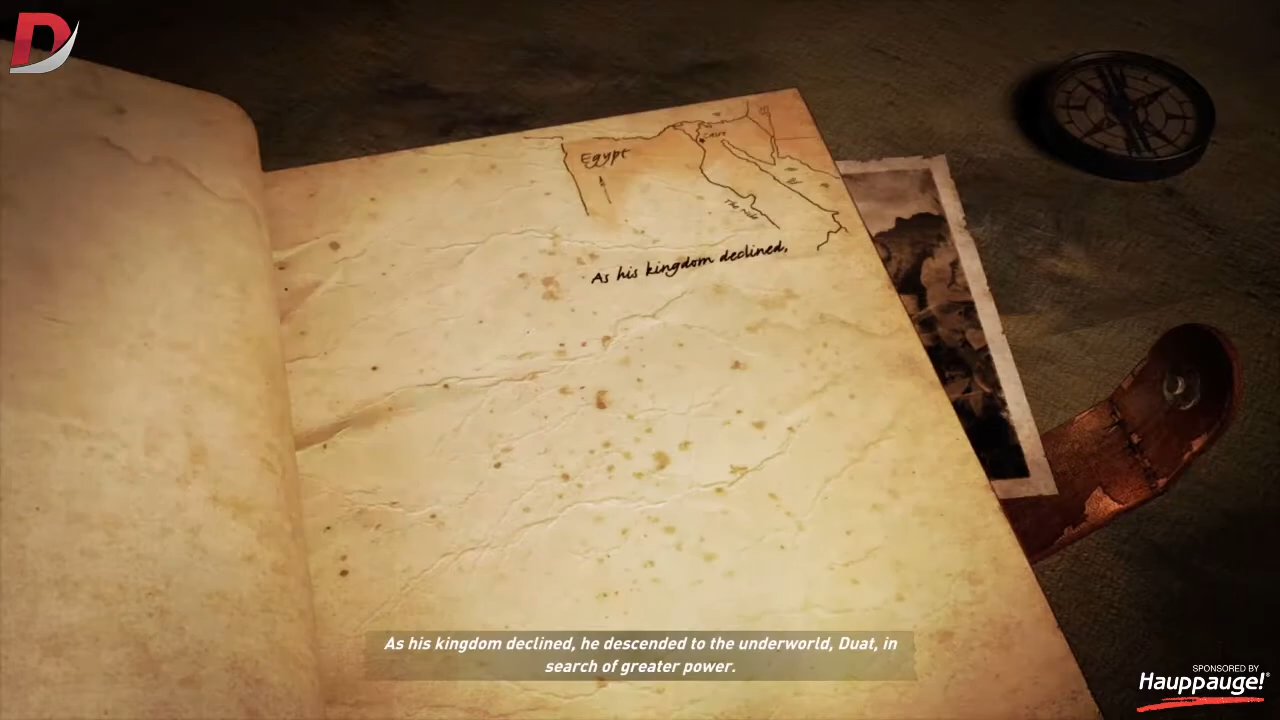 D
Egypt
Cairo
The Nile
As his kingdom declined,
As his kingdom declined, he descended to the underworld, Duat, in
search of greater power.
SPONSORED BY
Hauppauge!®